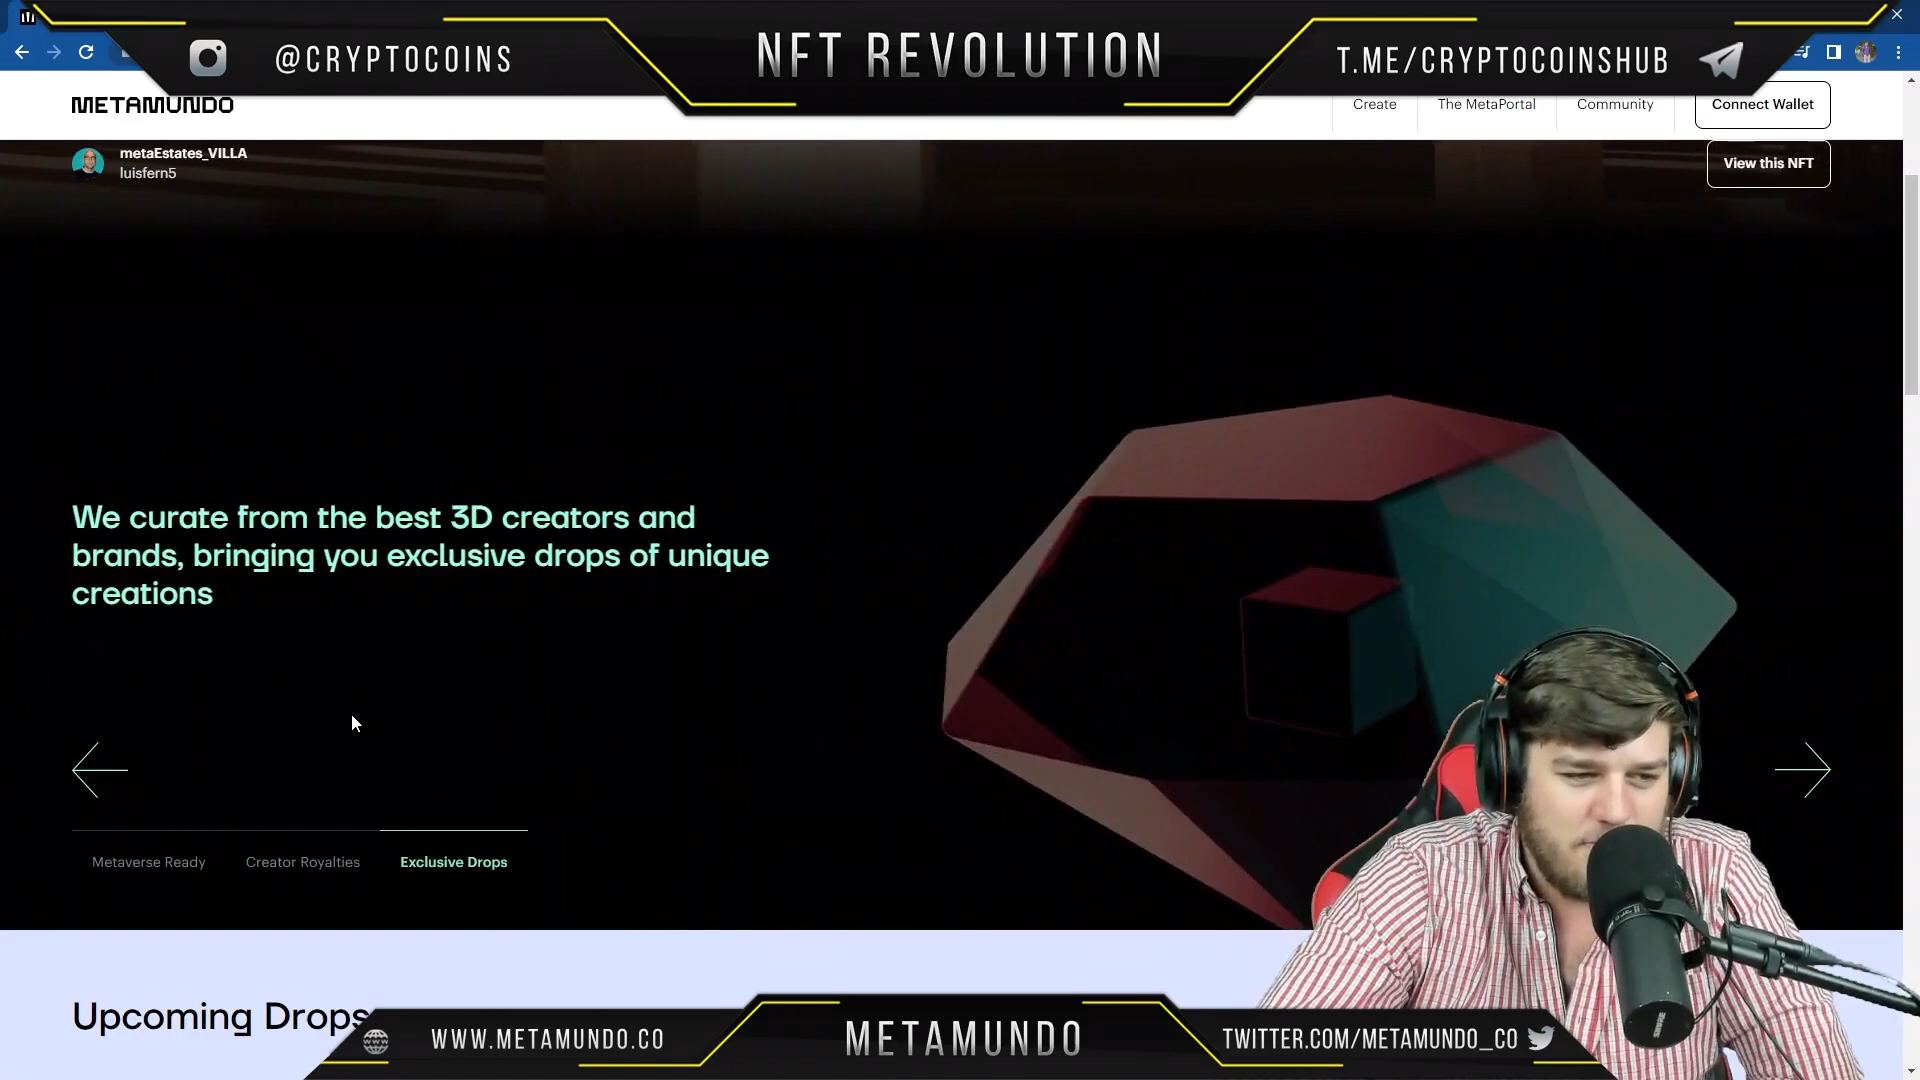 NFT REVOLUTION
@CRYPTOCOINS
T.ME/CRYPTOCOINSHUB
METAMUNDO
Create
The MetaPortal
Community
Connect Wallet
metaEstates_VILLA
luisfern5
View this NFT
We curate from the best 3D creators and
brands, bringing you exclusive drops of unique
creations
Metaverse Ready
Creator Royalties
Exclusive Drops
Upcoming Drops
WWW.METAMUNDO.CO
METAMUNDO
TWITTER.COM/METAMUNDO_CO
SHURE